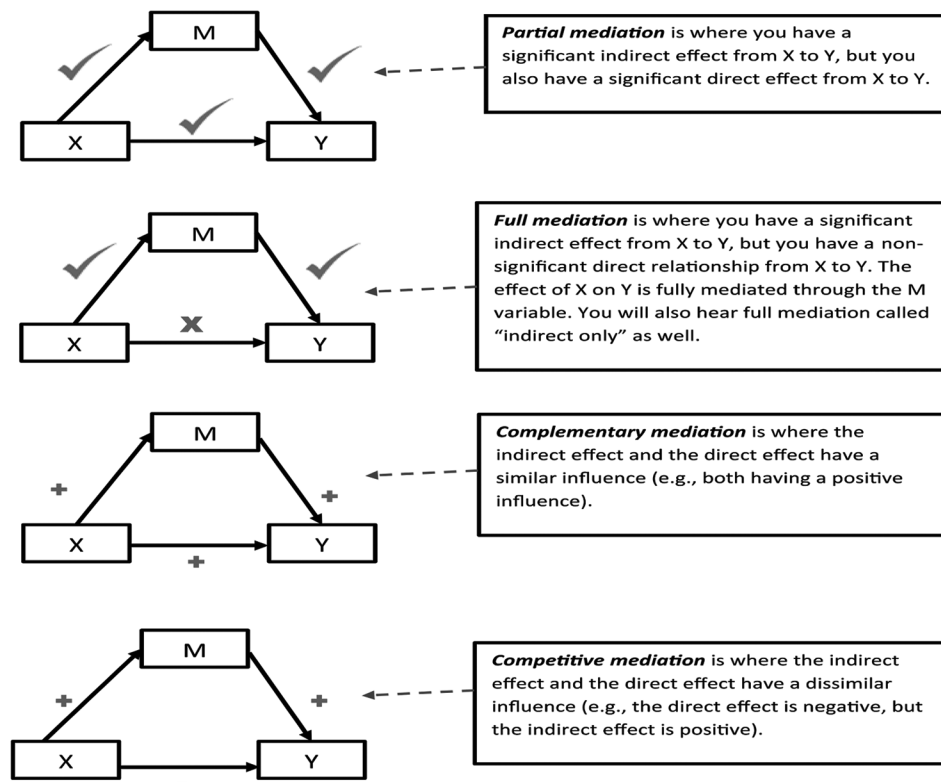 M
Partial mediation is where you have a
significant indirect effect from X to Y, but you
also have a significant direct effect from X to Y.
X
Y
M
Full mediation is where you have a significant
indirect effect from X to Y, but you have a non-
significant direct relationship from X to Y. The
effect of X on Y is fully mediated through the M
variable. You will also hear full mediation called
“indirect only” as well.
X
X
Y
M
Complementary mediation is where the
indirect effect and the direct effect have a
similar influence (e.g., both having a positive
influence).
+
+
X
Y
+
M
Competitive mediation is where the indirect
effect and the direct effect have a dissimilar
influence (e.g., the direct effect is negative, but
the indirect effect is positive).
+
+
X
Y